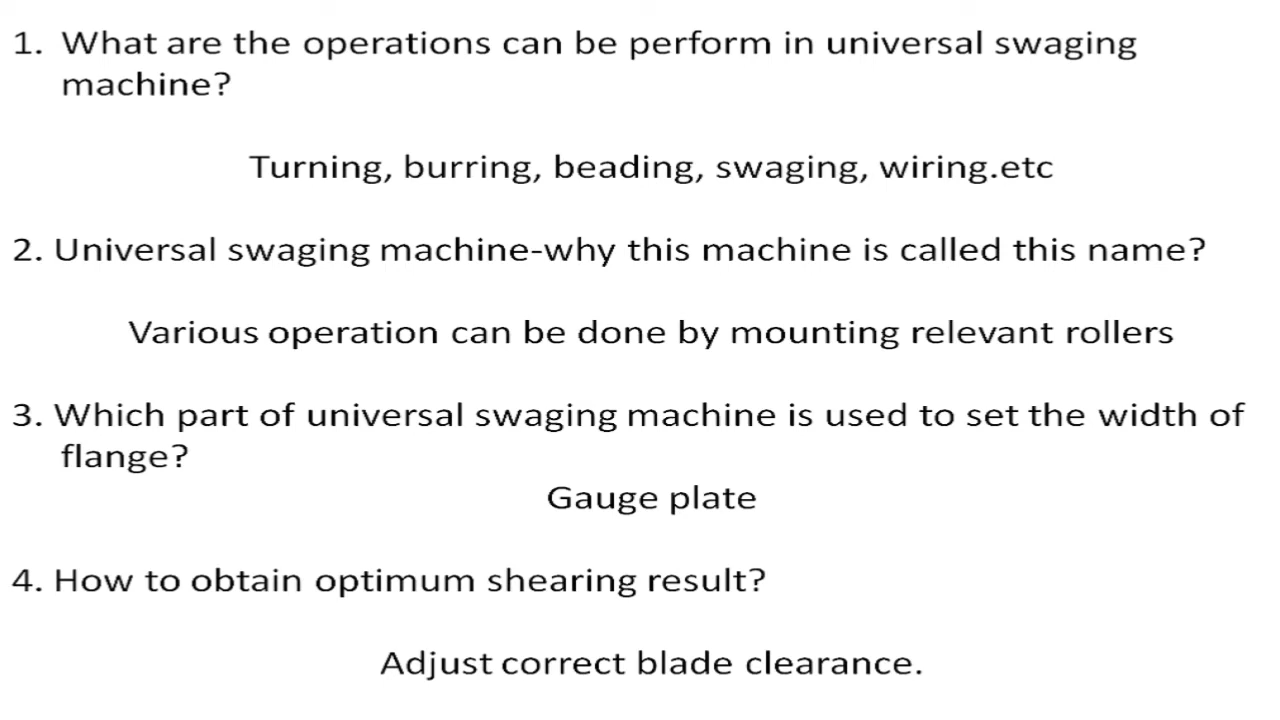 1. What are the operations can be perform in universal swaging
machine?
Turning, burring, beading, swaging, wiring.etc
2. Universal swaging machine-why this machine is called this name?
Various operation can be done by mounting relevant rollers
3. Which part of universal swaging machine is used to set the width of
flange?
Gauge plate
4. How to obtain optimum shearing result?
Adjust correct blade clearance.